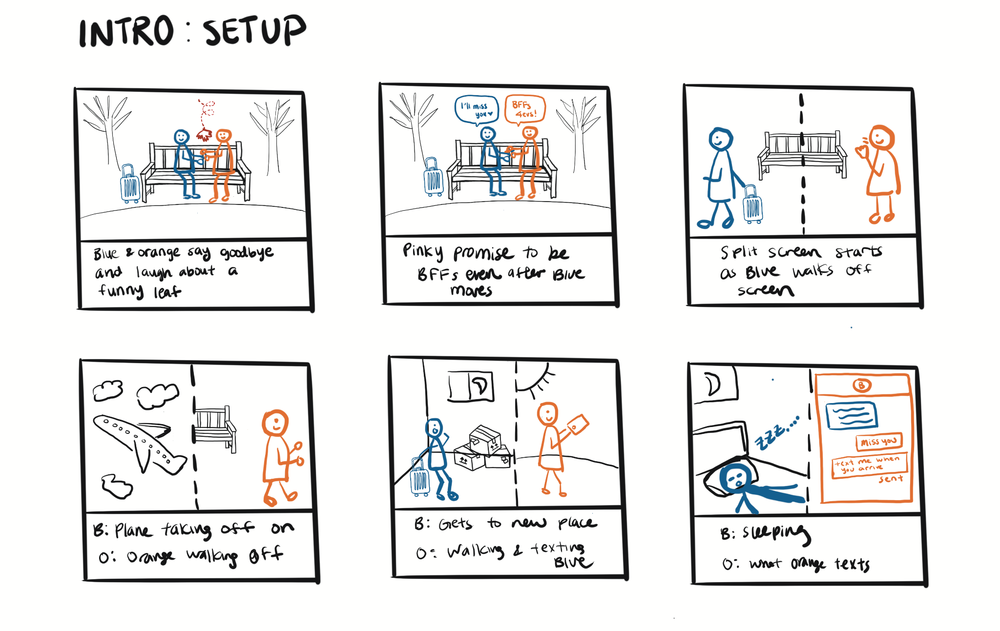 INTRO: SETUP
Blue & orange say goodbye
and laugh about a
funny leaf
I'll miss
you ♥
BFFs
4evs!
Pinky promise to be
BFFs even after Blue
moves
Split screen starts
as Blue walks off
screen
B: Plane taking off on
O: Orange walking off
B: Gets to new place
O: Walking & texting
Blue
zzz....
B
miss you
text me when
you arrive
sent
B: sleeping
O: what orange texts